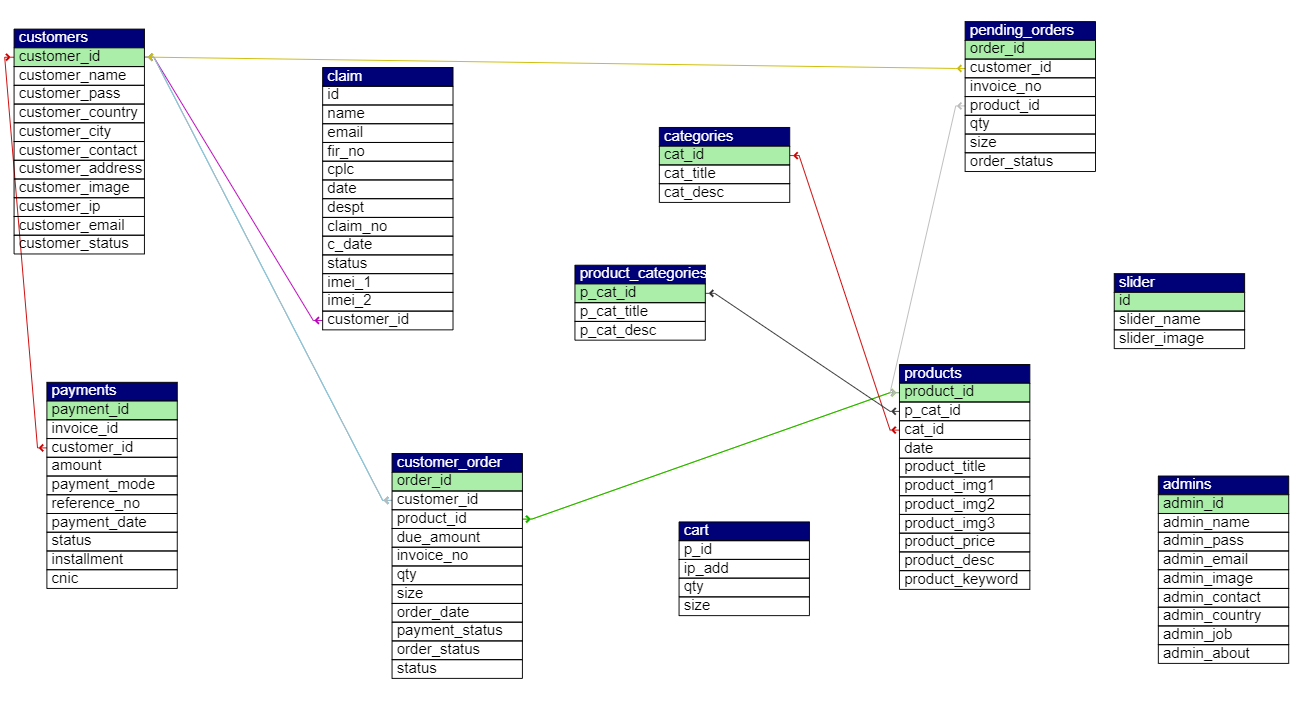 customers
customer_id
customer_name
customer_pass
customer_country
customer_city
customer_contact
customer_address
customer_image
customer_ip
customer_email
customer_status
claim
id
name
email
fir_no
cplc
date
despt
claim_no
c_date
status
imei_1
imei_2
customer_id
pending_orders
order_id
customer_id
invoice_no
product_id
qty
size
order_status
categories
cat_id
cat_title
cat_desc
product_categories
p_cat_id
p_cat_title
p_cat_desc
slider
id
slider_name
slider_image
payments
payment_id
invoice_id
customer_id
amount
payment_mode
reference_no
payment_date
status
installment
cnic
customer_order
order_id
customer_id
product_id
due_amount
invoice_no
qty
size
order_date
payment_status
order_status
status
products
product_id
p_cat_id
cat_id
date
product_title
product_img1
product_img2
product_img3
product_price
product_desc
product_keyword
cart
p_id
ip_add
qty
size
admins
admin_id
admin_name
admin_pass
admin_email
admin_image
admin_contact
admin_country
admin_job
admin_about